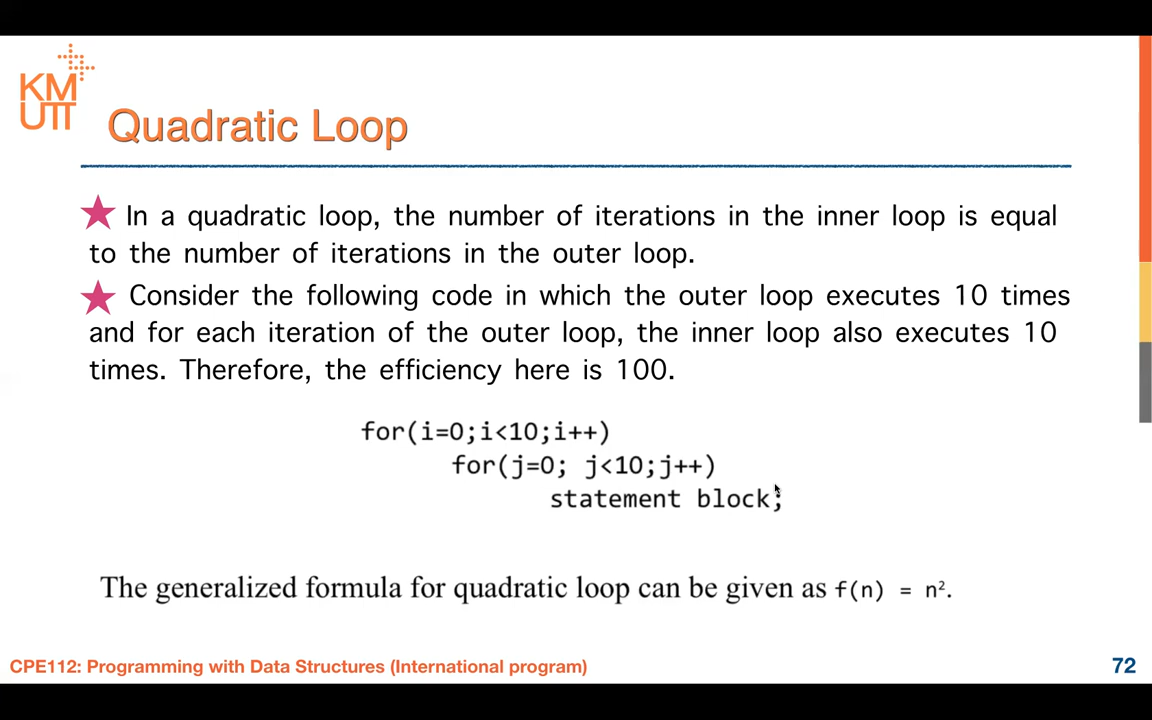 KM
UTT
Quadratic Loop
In a quadratic loop, the number of iterations in the inner loop is equal
to the number of iterations in the outer loop.
Consider the following code in which the outer loop executes 10 times
and for each iteration of the outer loop, the inner loop also executes 10
times. Therefore, the efficiency here is 100.
for(i=0;i<10;i++)
for(j=0; j<10;j++)
statement block;
The generalized formula for quadratic loop can be given as f(n) = n².
CPE112: Programming with Data Structures (International program)
72